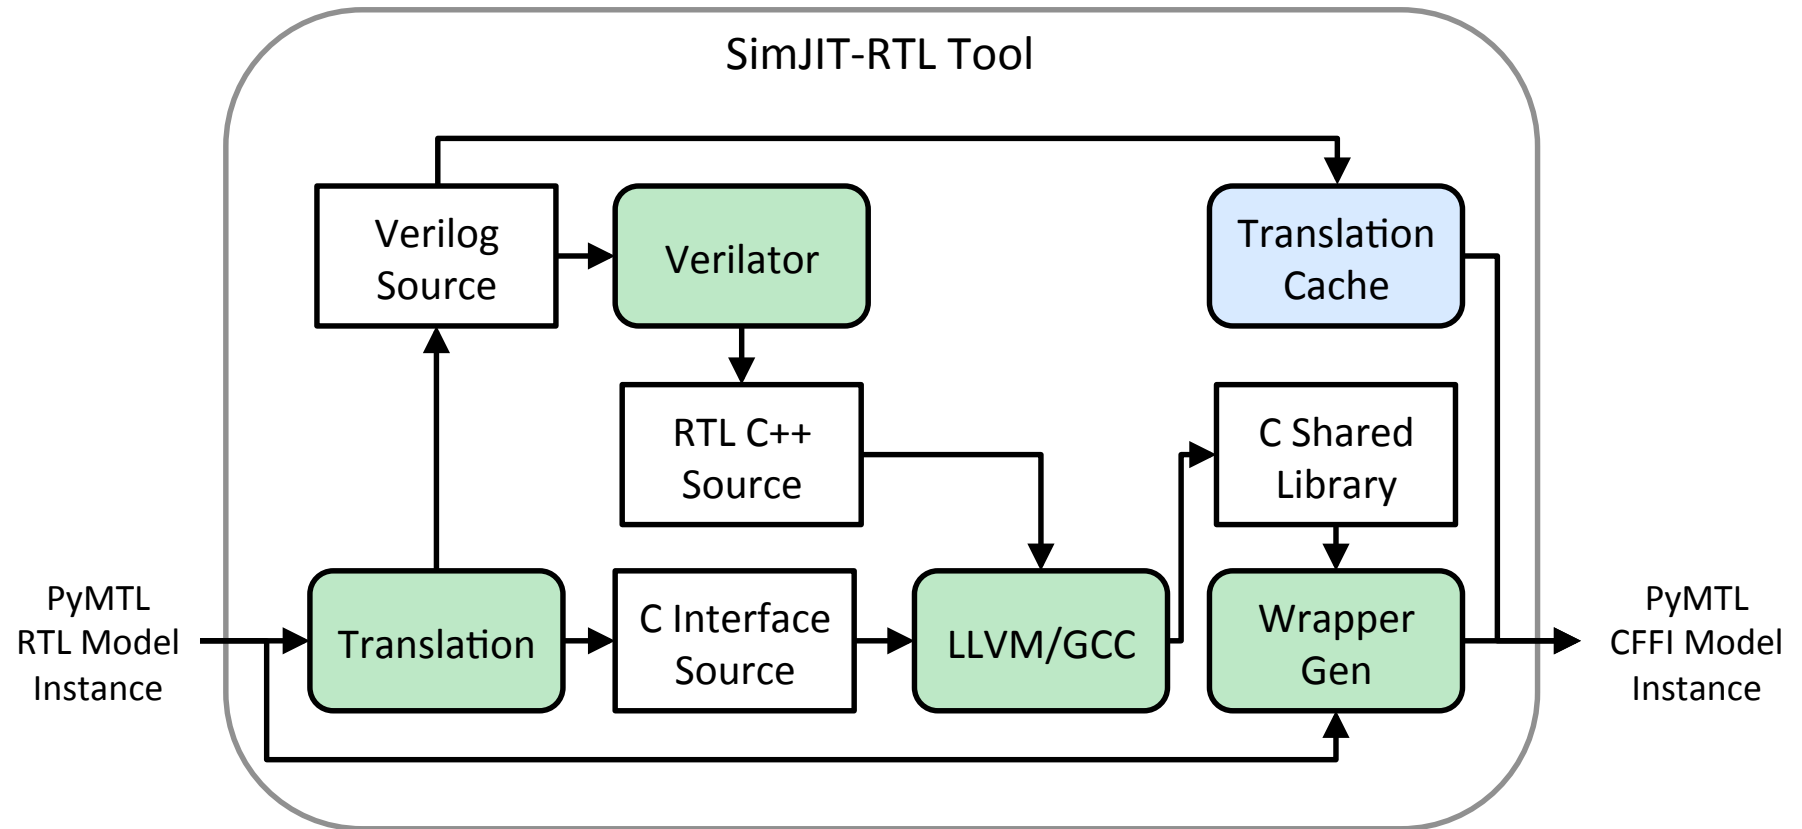 SimJIT-RTL Tool
Verilog
Source
Verilator
Translation
Cache
RTL C++
Source
C Shared
Library
PyMTL
RTL Model
Instance
Translation
C Interface
Source
LLVM/GCC
Wrapper
Gen
PyMTL
CFFI Model
Instance